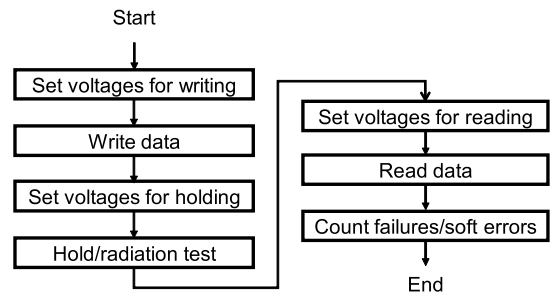 Start
Set voltages for writing
Write data
Set voltages for holding
Hold/radiation test
Set voltages for reading
Read data
Count failures/soft errors
End